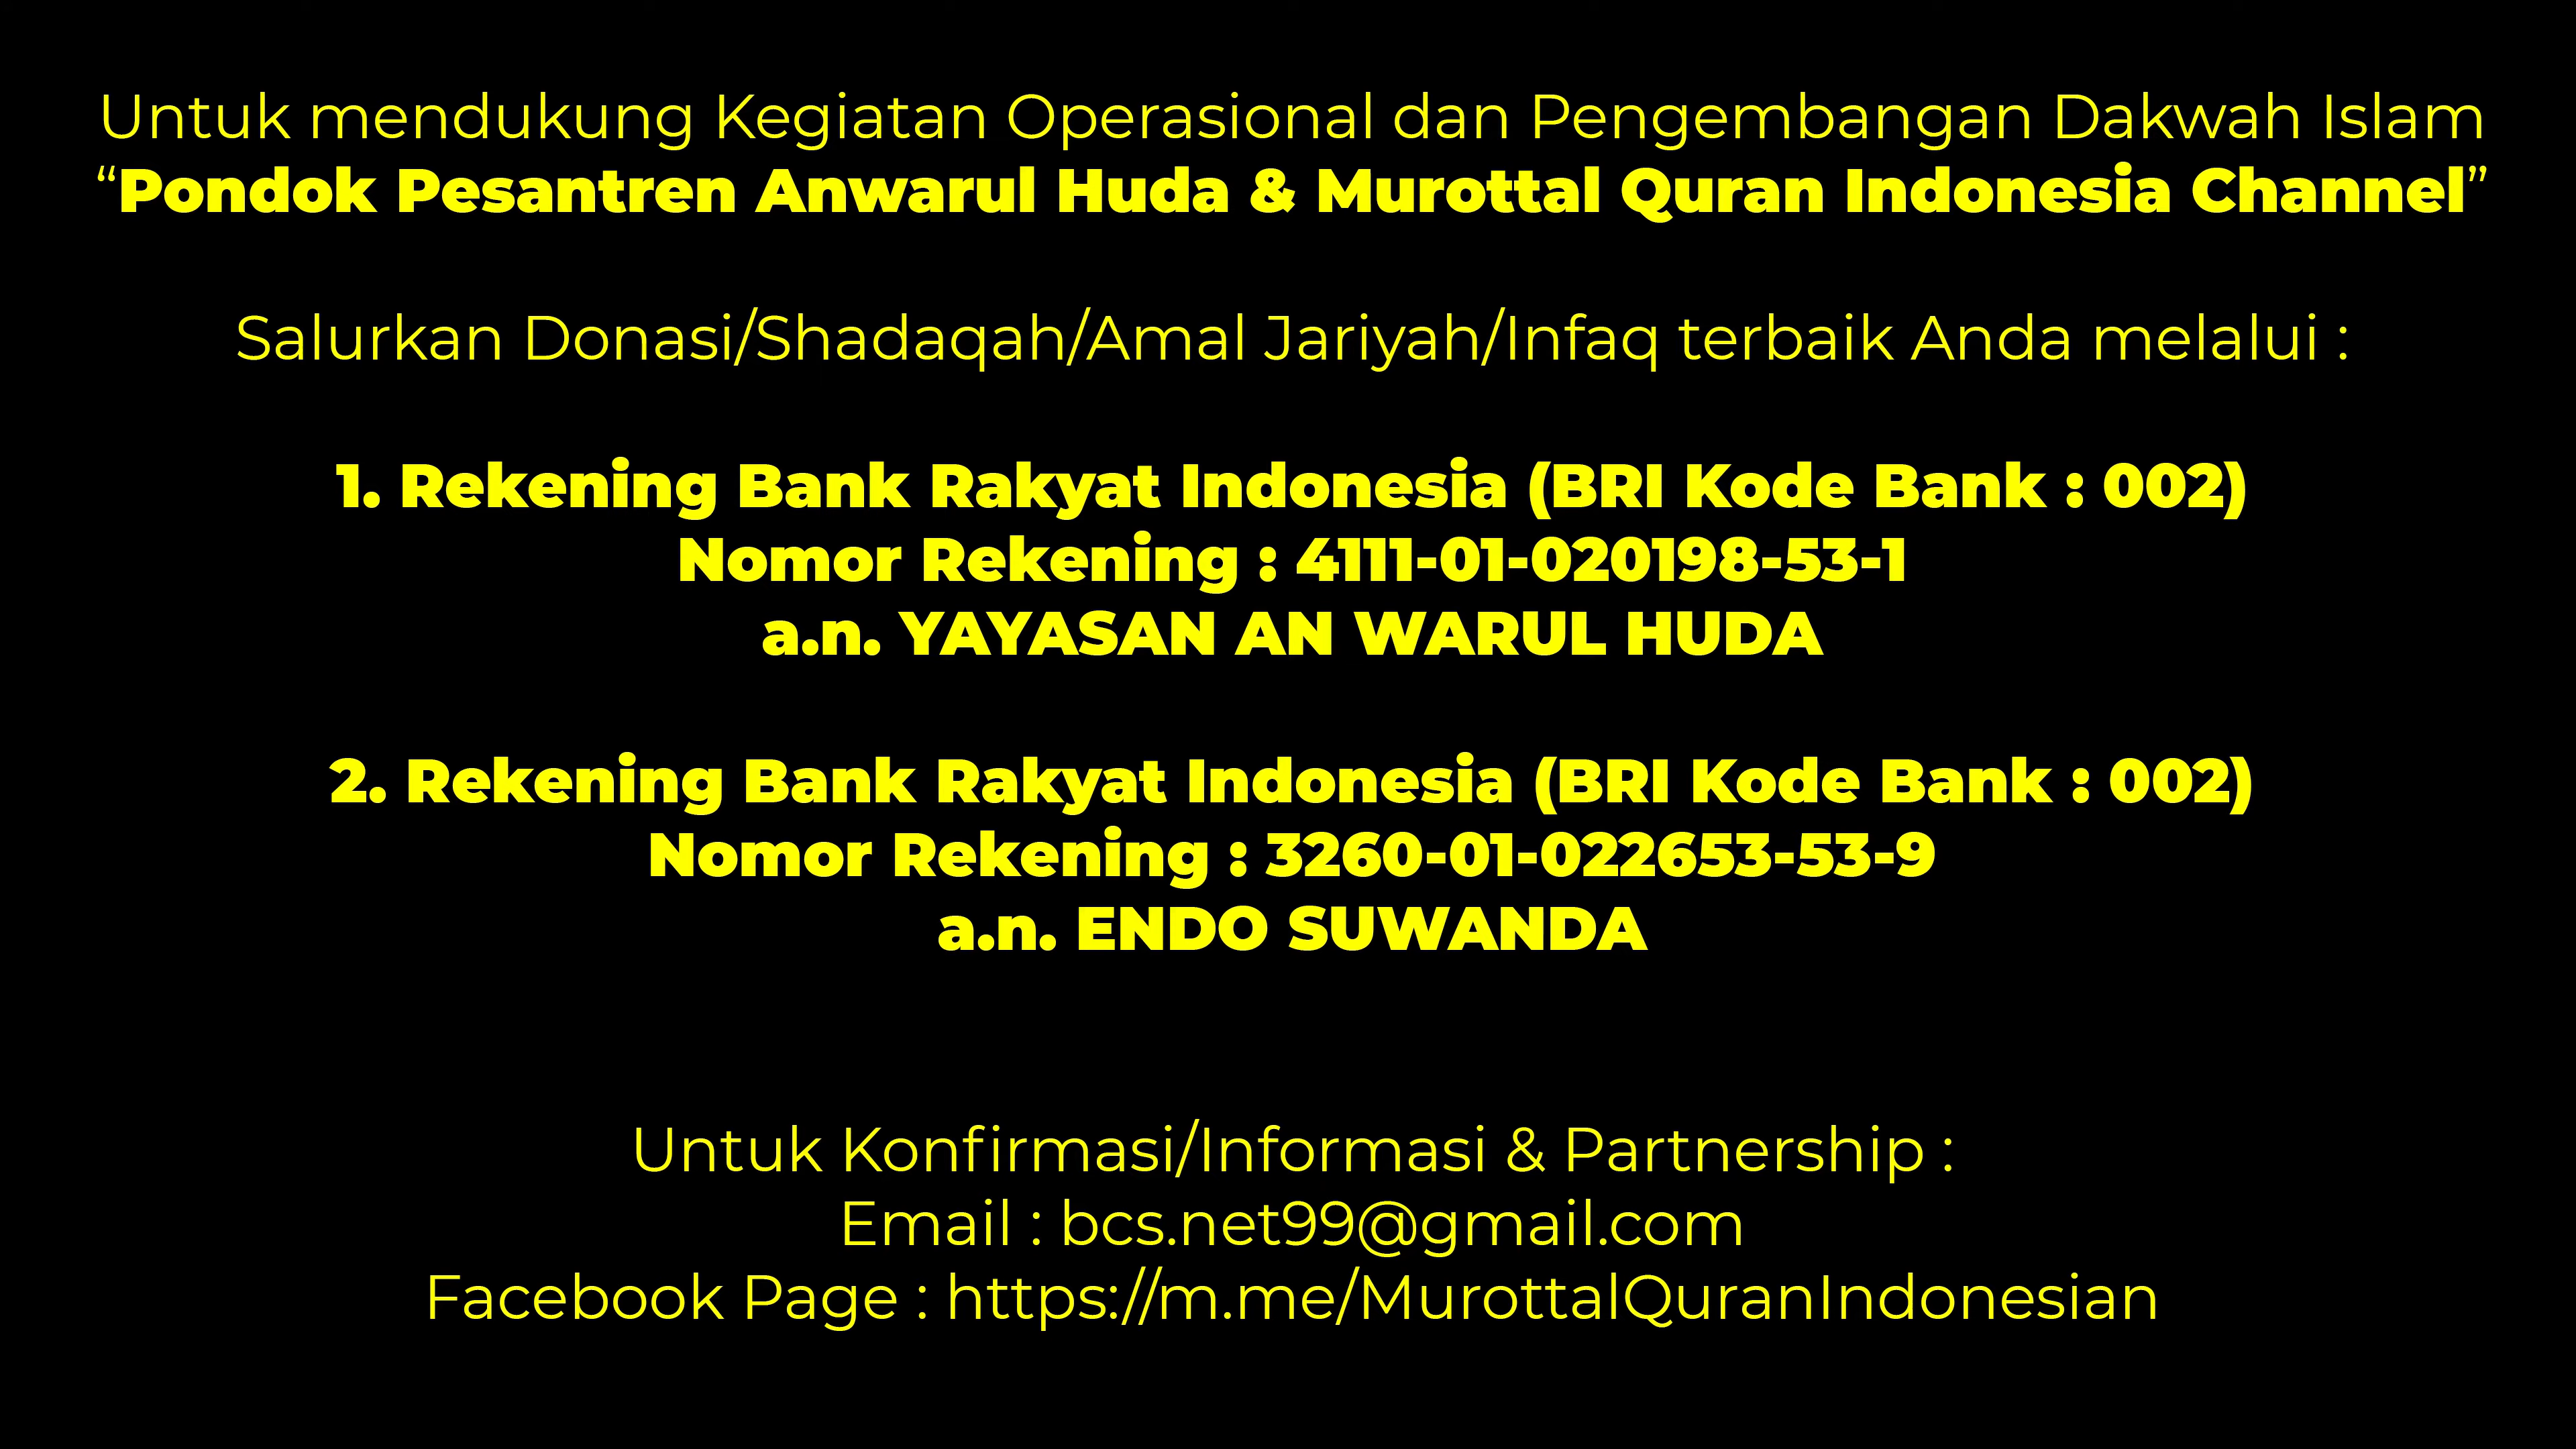 Untuk mendukung Kegiatan Operasional dan Pengembangan Dakwah Islam
“Pondok Pesantren Anwarul Huda & Murottal Quran Indonesia Channel”
Salurkan Donasi/Shadaqah/Amal Jariyah/Infaq terbaik Anda melalui :
1. Rekening Bank Rakyat Indonesia (BRI Kode Bank : 002)
Nomor Rekening : 4111-01-020198-53-1
a.n. YAYASAN AN WARUL HUDA
2. Rekening Bank Rakyat Indonesia (BRI Kode Bank : 002)
Nomor Rekening : 3260-01-022653-53-9
a.n. ENDO SUWANDA
Untuk Konfirmasi/Informasi & Partnership :
Email : bcs.net99@gmail.com
Facebook Page : https://m.me/MurottalQuranIndonesian